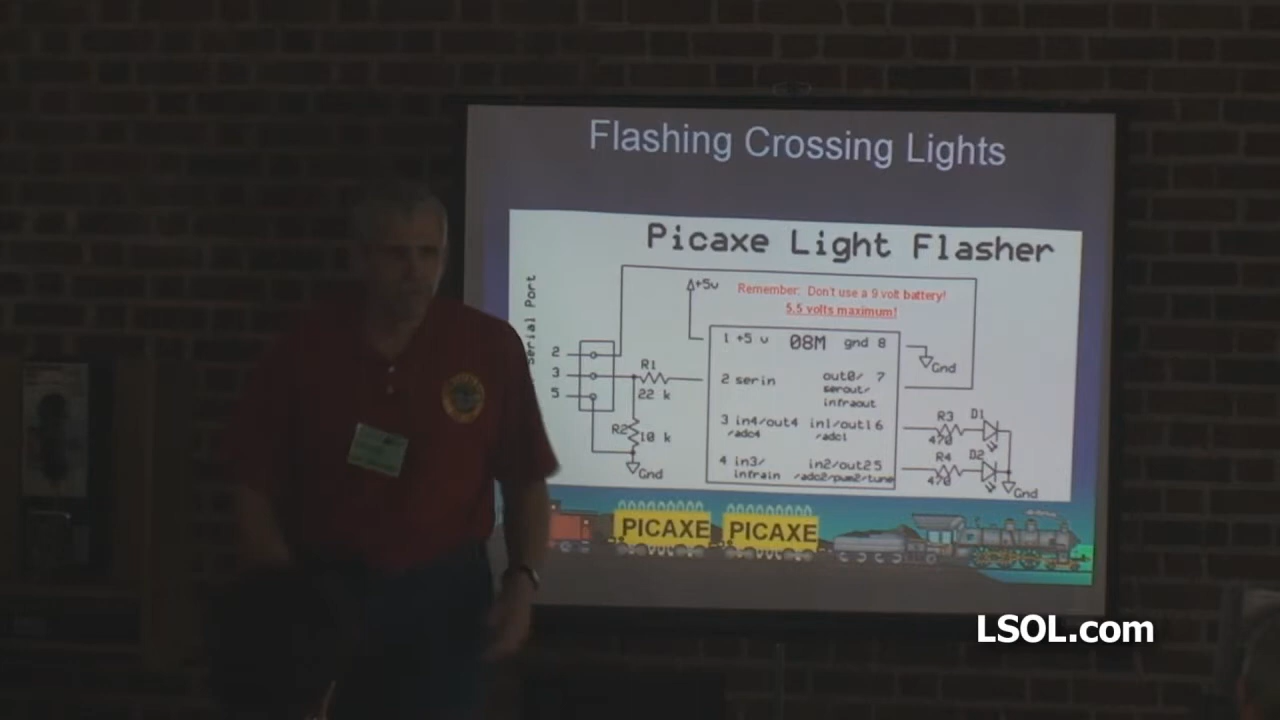 Flashing Crossing Lights
Picaxe Light Flasher
Serial Port
+5v
Remember: Don't use a 9 volt battery!
5.5 volts maximum!
1 +5 v 08M gnd 8
Gnd
2
3
5
R1
22 k
R2
10 k
Gnd
2 serin
out0/ 7
serout/
infraout
3 in4/out4
/adc4
in1/out1 6
/adc1
4 in3/
infrain
in2/out2 5
/adc2/pwm2/tune
R3
470
D1
R4
470
D2
Gnd
PICAXE PICAXE
LSOL.com